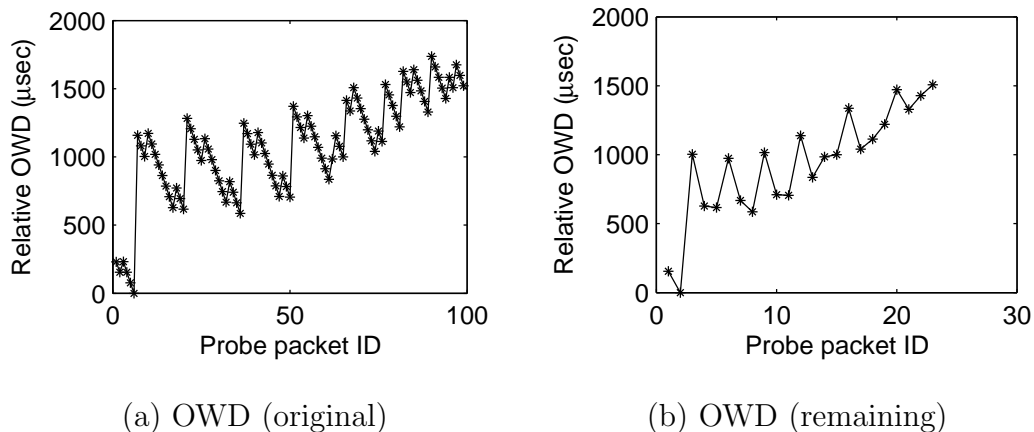 2000
1500
1000
500
0
Relative OWD (μsec)
0 50 100
Probe packet ID
(a) OWD (original)
2000
1500
1000
500
0
Relative OWD (μsec)
0 10 20 30
Probe packet ID
(b) OWD (remaining)